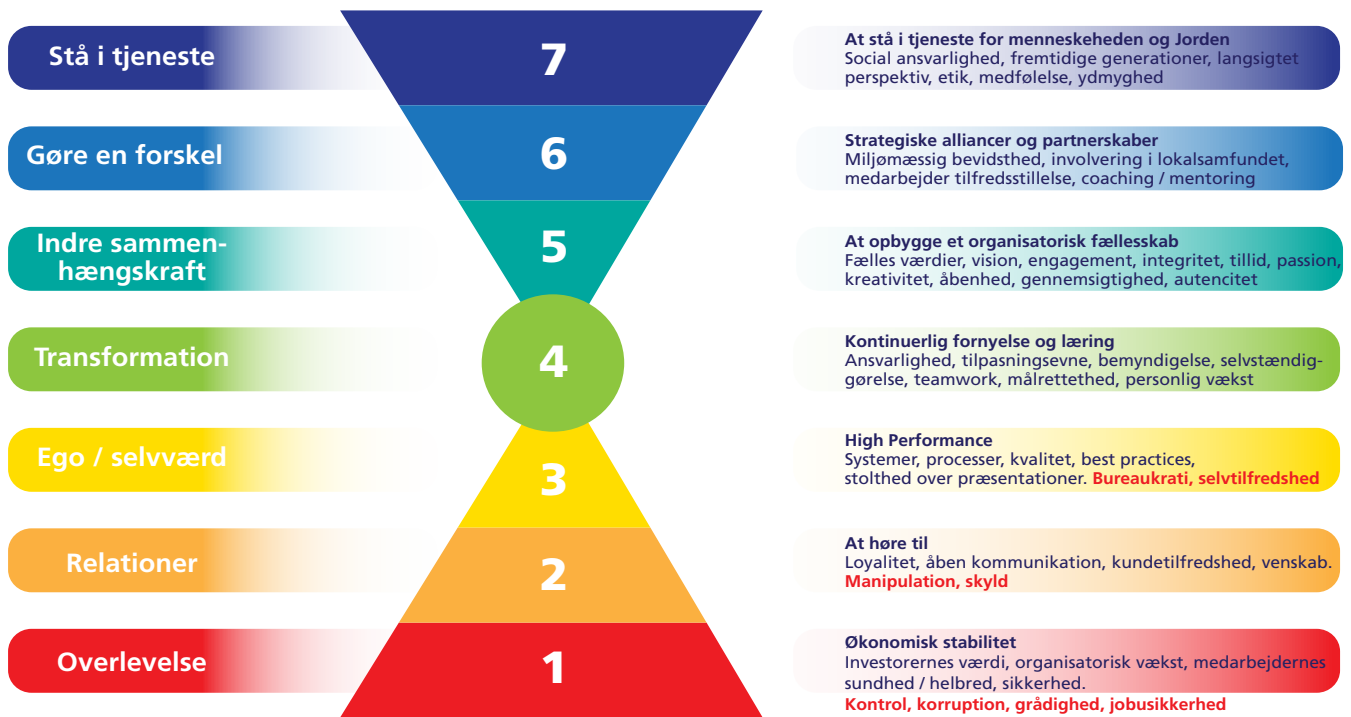 Stå i tjeneste
7
At stå i tjeneste for menneskeheden og Jorden
Social ansvarlighed, fremtidige generationer, langsigtet
perspektiv, etik, medfølelse, ydmyghed
Gøre en forskel
6
Strategiske alliancer og partnerskaber
Miljømæssig bevidsthed, involvering i lokalsamfundet,
medarbejder tilfredsstillelse, coaching / mentoring
Indre sammen-
hængskraft
5
At opbygge et organisatorisk fællesskab
Fælles værdier, vision, engagement, integritet, tillid, passion,
kreativitet, åbenhed, gennemsigtighed, autencitet
Transformation
4
Kontinuerlig fornyelse og læring
Ansvarlighed, tilpasningsevne, bemyndigelse, selvstændig-
gørelse, teamwork, målrettethed, personlig vækst
Ego / selvværd
3
High Performance
Systemer, processer, kvalitet, best practices,
stolthed over præsentationer. Bureaukrati, selvtilfredshed
Relationer
2
At høre til
Loyalitet, åben kommunikation, kundetilfredshed, venskab.
Manipulation, skyld
Overlevelse
1
Økonomisk stabilitet
Investorernes værdi, organisatorisk vækst, medarbejdernes
sundhed / helbred, sikkerhed.
Kontrol, korruption, grådighed, jobusikkerhed